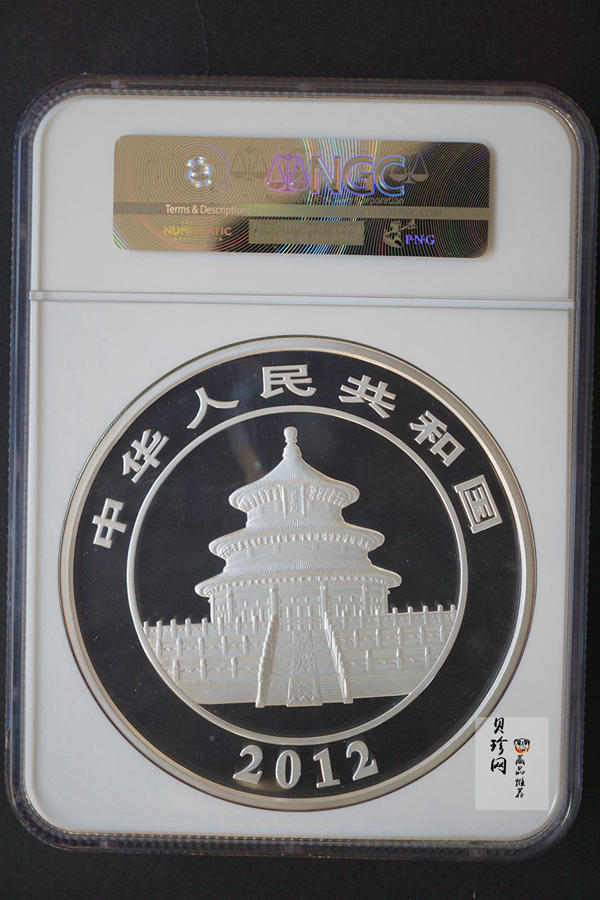 NGC
Terms & Descriptions
NUMISMATIC
PNG
中华人民共和国
2012
贝珍网
藏品推荐